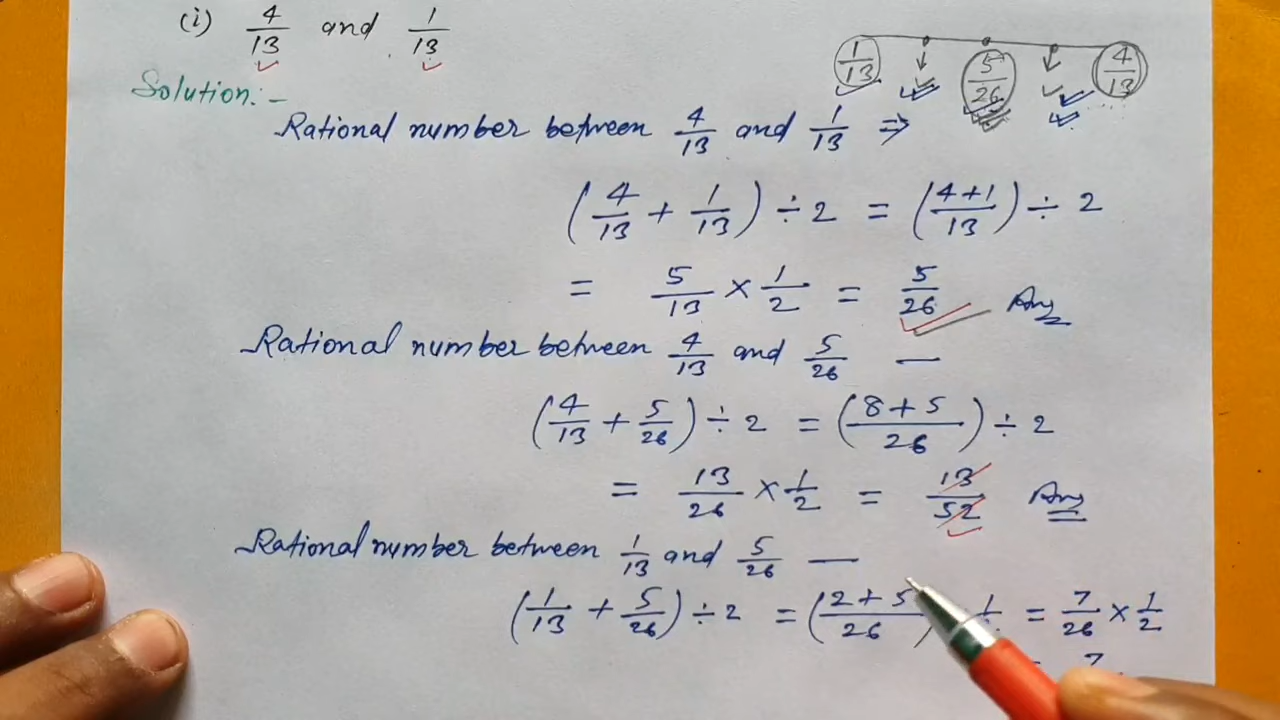 (i) 4/13 and 1/13
1/13 5/26 4/13
Solution:-
Rational number between 4/13 and 1/13 ⇒
(4/13 + 1/13) ÷ 2 = (4+1/13) ÷ 2
= 5/13 × 1/2 = 5/26 Ans
Rational number between 4/13 and 5/26 —
(4/13 + 5/26) ÷ 2 = (8+5/26) ÷ 2
= 13/26 × 1/2 = 13/52 Ans
Rational number between 1/13 and 5/26 —
(1/13 + 5/26) ÷ 2 = (2+5/26) 1/ = 7/26 × 1/2
= 7